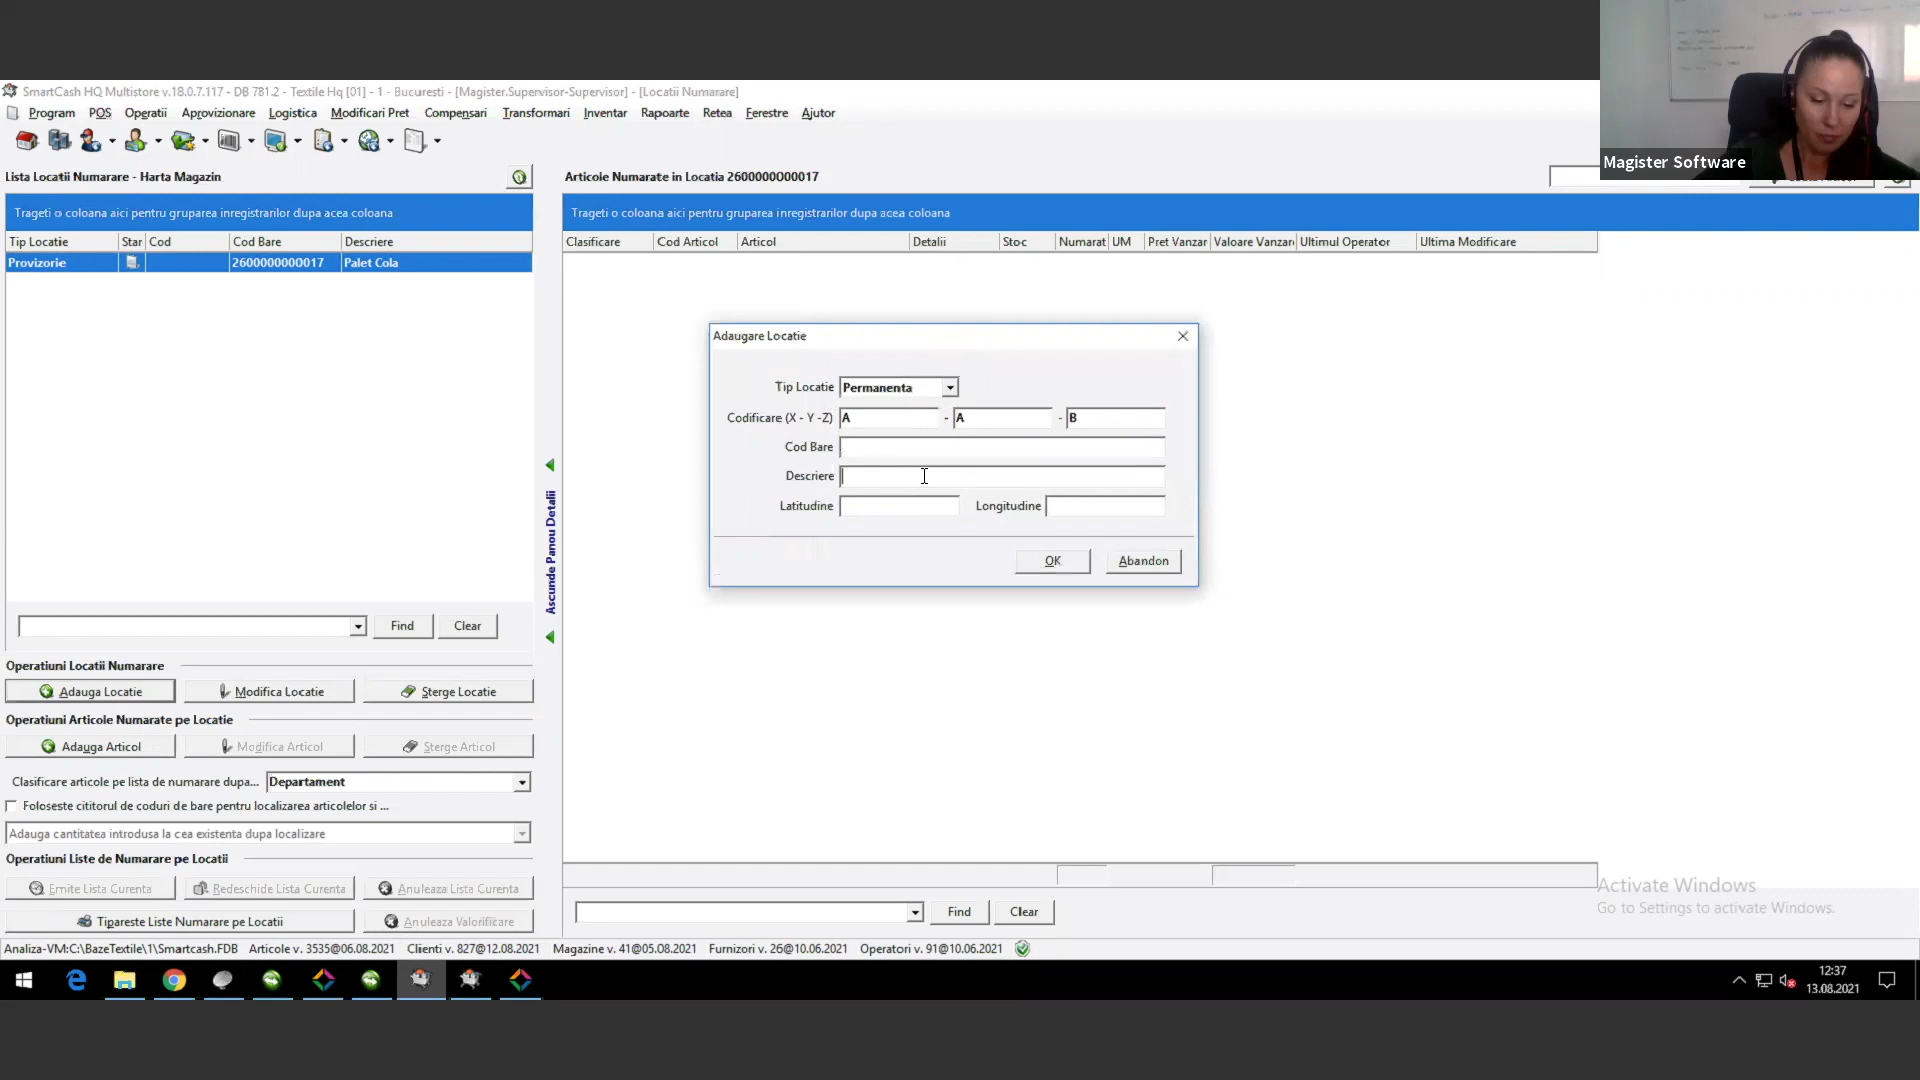 SmartCash HQ Multistore v.18.0.7.117 - DB 781.2 - Textile Hq [01] - 1 - Bucuresti - [Magister.Supervisor-Supervisor] - [Locatii Numarare]
Program POS Operatii Aprovizionare Logistica Modificari Pret Compensari Transformari Inventar Rapoarte Retea Ferestre Ajutor
Magister Software
Lista Locatii Numarare - Harta Magazin
Articole Numarate in Locatia 2600000000017
Trageti o coloana aici pentru gruparea inregistrarilor dupa acea coloana
Trageti o coloana aici pentru gruparea inregistrarilor dupa acea coloana
Tip Locatie Star Cod Cod Bare Descriere
Clasificare Cod Articol Articol Detalii Stoc Numarat UM Pret Vanzar Valoare Vanzari Ultimul Operator Ultima Modificare
Provizorie 2600000000017 Palet Cola
Adaugare Locatie
Tip Locatie Permanenta
Codificare (X - Y -Z) A - A - B
Cod Bare
Descriere
Latitudine Longitudine
OK Abandon
Ascunde Panou Detalii
Find Clear
Operatiuni Locatii Numarare
Adauga Locatie Modifica Locatie Sterge Locatie
Operatiuni Articole Numarate pe Locatie
Adauga Articol Modifica Articol Sterge Articol
Clasificare articole pe lista de numarare dupa... Departament
Foloseste cititorul de coduri de bare pentru localizarea articolelor si ...
Adauga cantitatea introdusa la cea existenta dupa localizare
Operatiuni Liste de Numarare pe Locatii
Emite Lista Curenta Redeschide Lista Curenta Anuleaza Lista Curenta
Tipareste Liste Numarare pe Locatii Anuleaza Valorificare
Find Clear
Activate Windows
Go to Settings to activate Windows.
Analiza-VM:C:\BazeTextile\1\Smartcash.FDB Articole v. 3535@06.08.2021 Clienti v. 827@12.08.2021 Magazine v. 41@05.08.2021 Furnizori v. 26@10.06.2021 Operatori v. 91@10.06.2021
12:37
13.08.2021